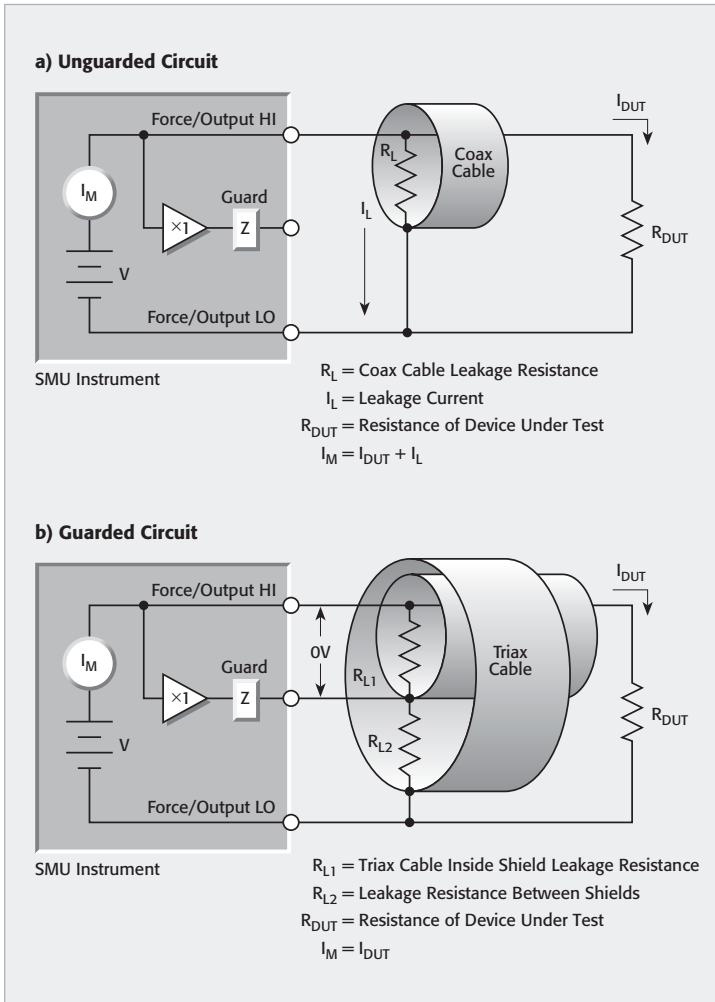 a) Unguarded Circuit
Force/Output HI
I_DUT
R_L
Coax
Cable
I_M
Guard
I_L
×1
Z
R_DUT
V
Force/Output LO
SMU Instrument
R_L = Coax Cable Leakage Resistance
I_L = Leakage Current
R_DUT = Resistance of Device Under Test
I_M = I_DUT + I_L
b) Guarded Circuit
Force/Output HI
I_DUT
0V
Triax
Cable
I_M
Guard
R_L1
×1
Z
R_DUT
R_L2
V
Force/Output LO
SMU Instrument
R_L1 = Triax Cable Inside Shield Leakage Resistance
R_L2 = Leakage Resistance Between Shields
R_DUT = Resistance of Device Under Test
I_M = I_DUT